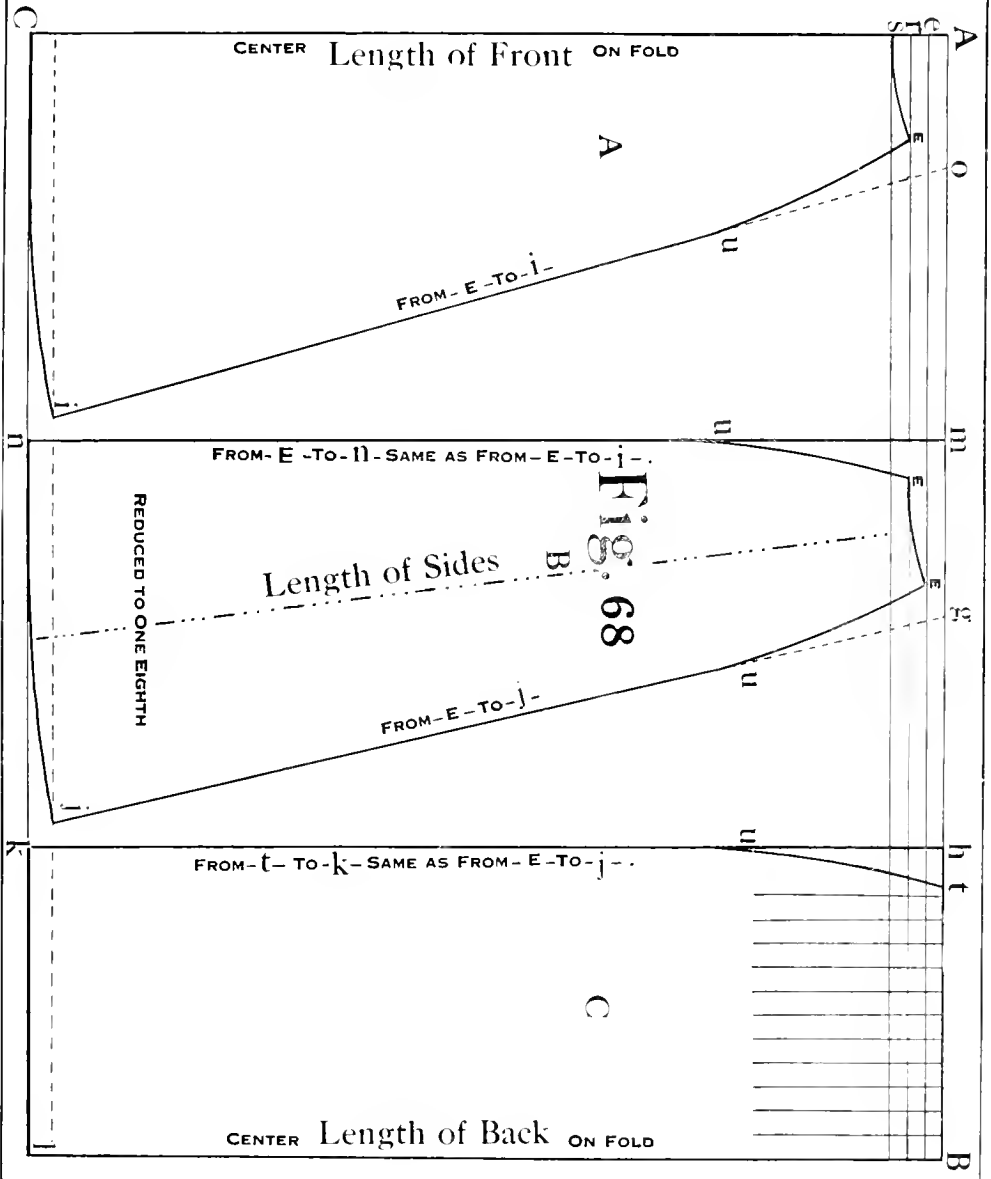 C
A
s
r
e
CENTER Length of Front ON FOLD
A
E
o
u
FROM-E-TO-i-
i
n
m
u
FROM-E-TO-n-SAME AS FROM-E-TO-i-.
E
Fig. 68
B
Length of Sides
REDUCED TO ONE EIGHTH
E
g
u
FROM-E-TO-j-
j
k
h
u
t
FROM-t-TO-k-SAME AS FROM-E-TO-j-.
C
CENTER Length of Back ON FOLD
l
B